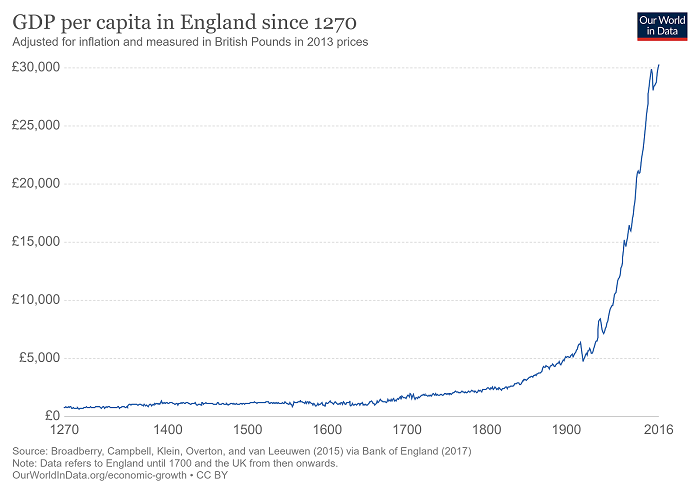 GDP per capita in England since 1270
Our World
in Data
Adjusted for inflation and measured in British Pounds in 2013 prices
£30,000
£25,000
£20,000
£15,000
£10,000
£5,000
£0
1270 1400 1500 1600 1700 1800 1900 2016
Source: Broadberry, Campbell, Klein, Overton, and van Leeuwen (2015) via Bank of England (2017)
Note: Data refers to England until 1700 and the UK from then onwards.
OurWorldInData.org/economic-growth • CC BY